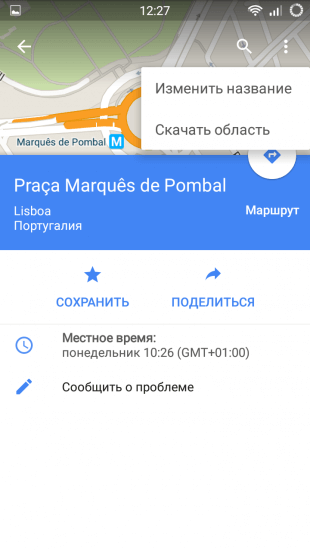 12:27
Изменить название
Скачать область
Marquês de Pombal M
Praça Marquês de Pombal
Lisboa
Португалия
Маршрут
СОХРАНИТЬ
ПОДЕЛИТЬСЯ
Местное время:
понедельник 10:26 (GMT+01:00)
Сообщить о проблеме